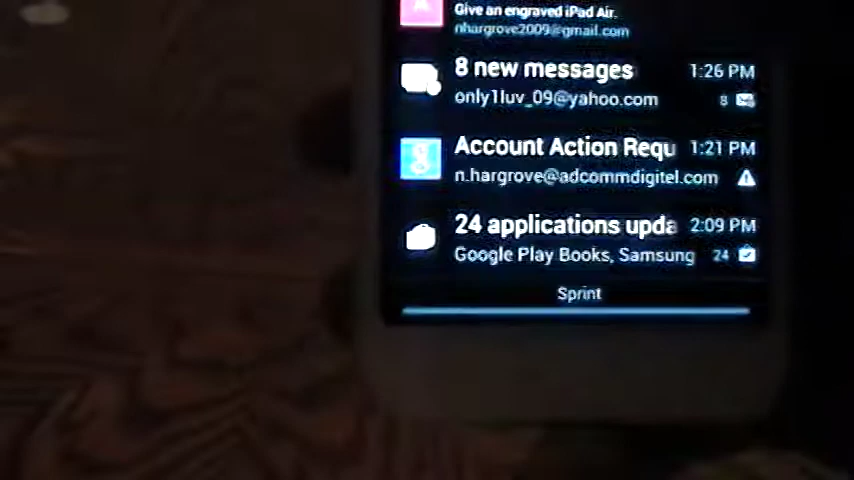 A
Give an engraved iPad Air.
nhargrove2009@gmail.com
8 new messages 1:26 PM
only1luv_09@yahoo.com 8
g
Account Action Requ 1:21 PM
n.hargrove@adcommdigitel.com
24 applications upda 2:09 PM
Google Play Books, Samsung 24
Sprint